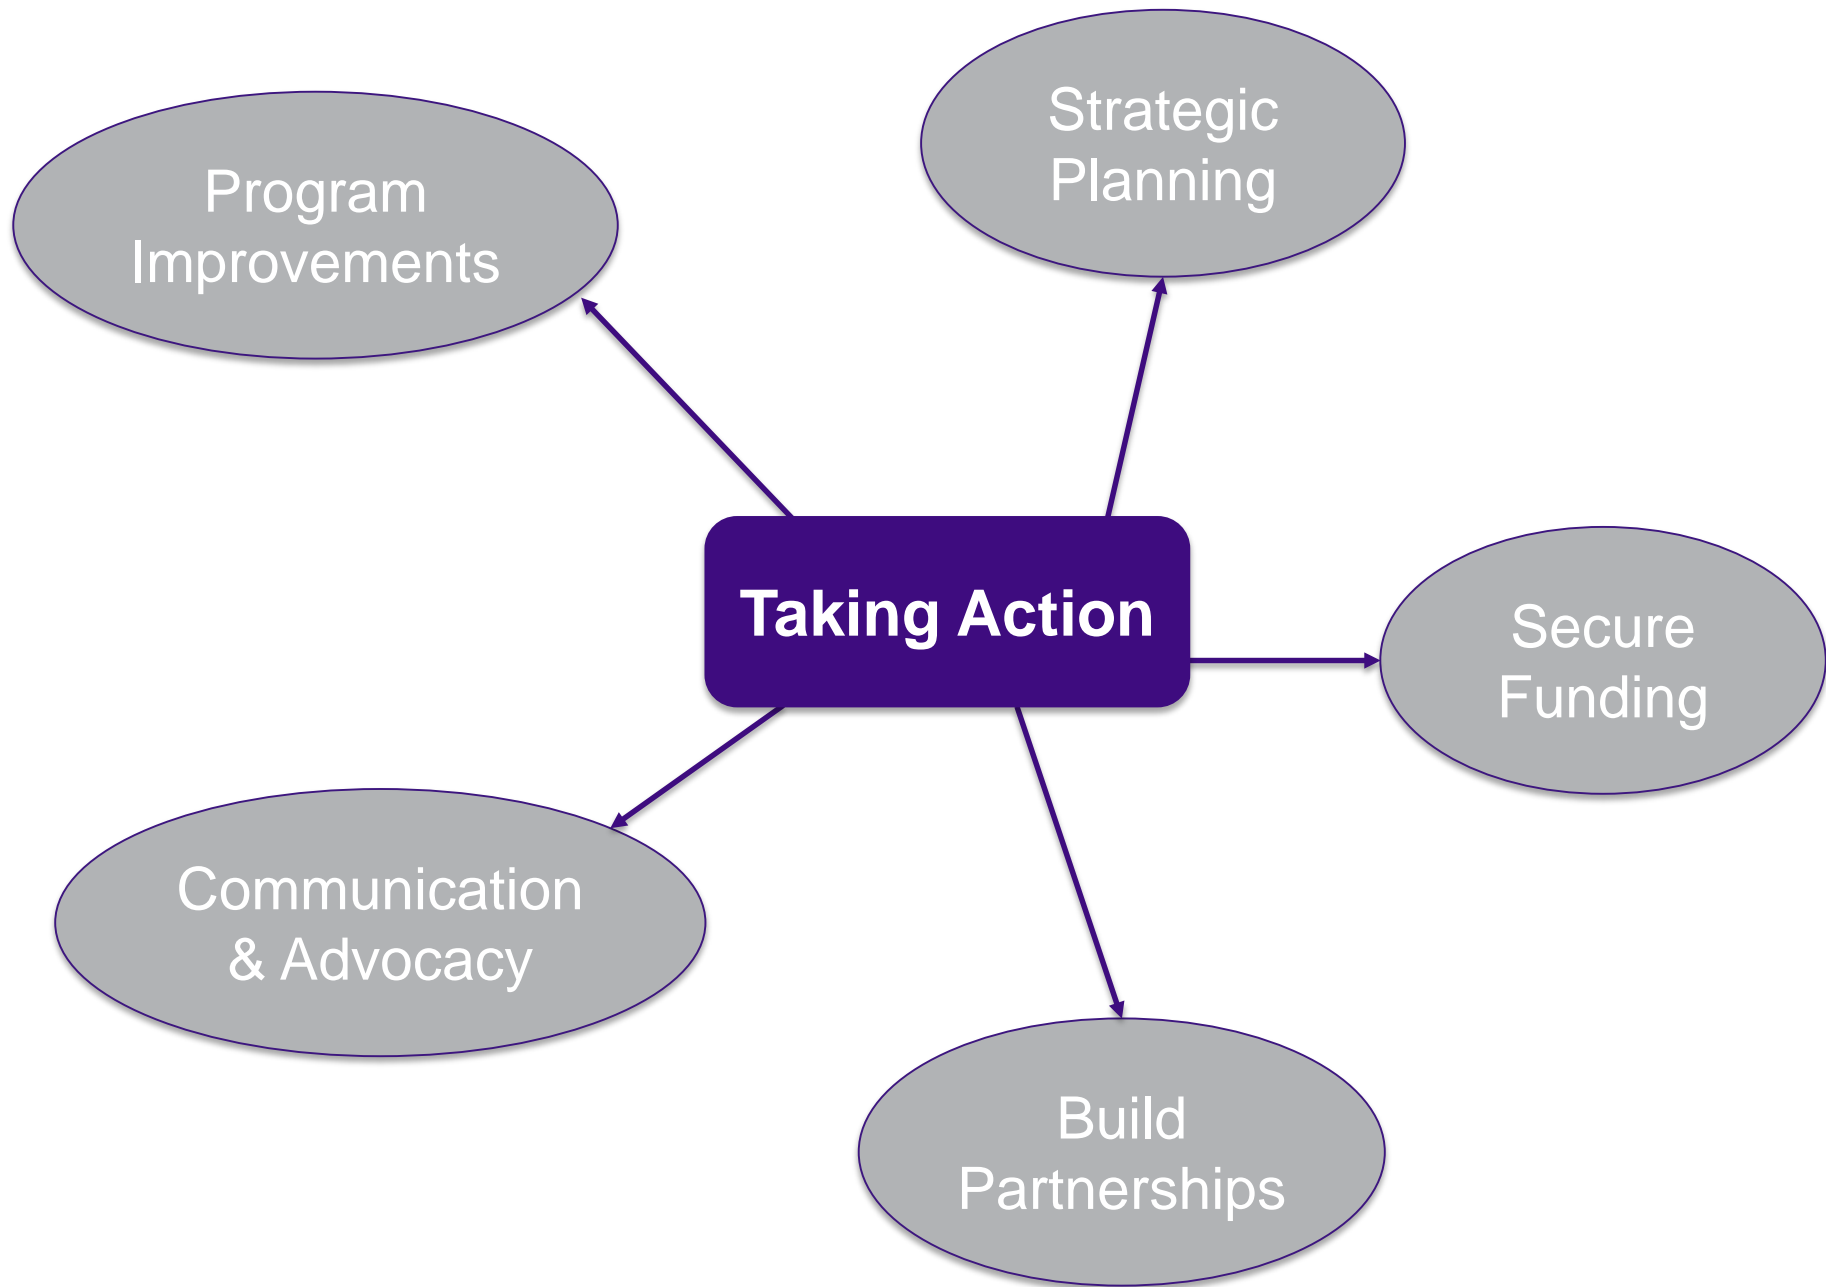 Strategic
Planning
Program
Improvements
Taking Action
Secure
Funding
Communication
& Advocacy
Build
Partnerships